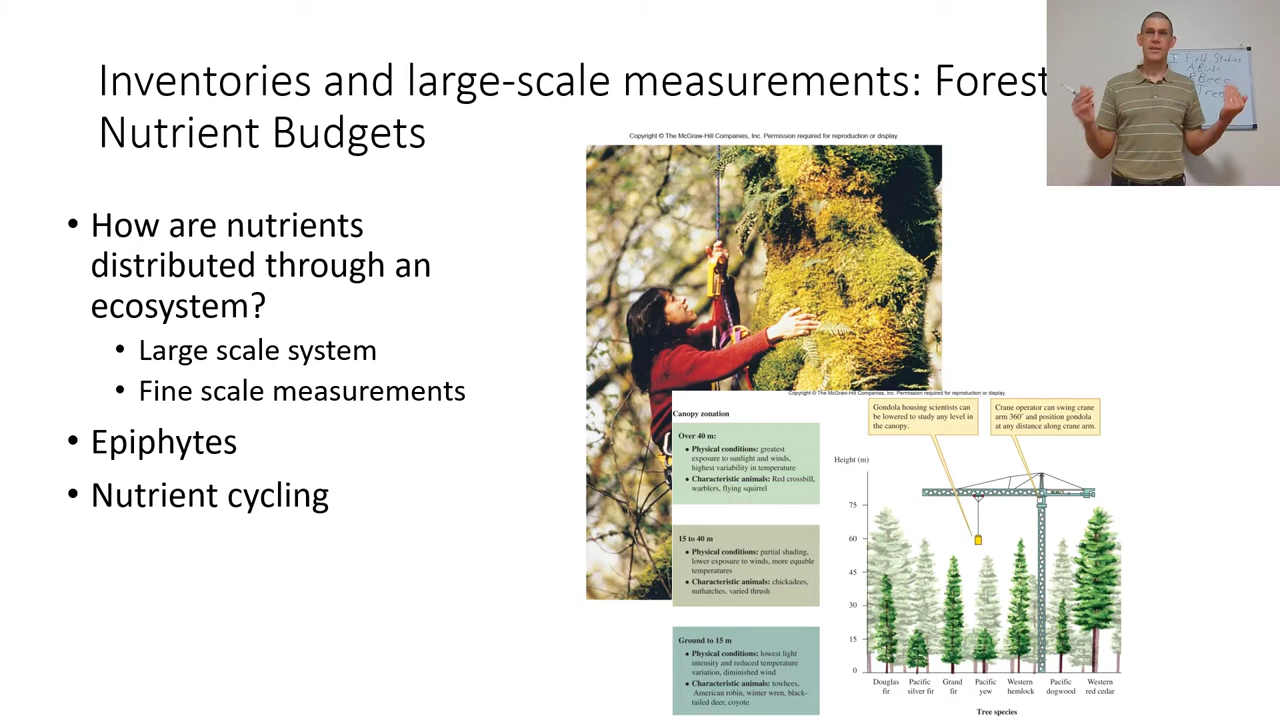 Inventories and large-scale measurements: Forest
Nutrient Budgets
• How are nutrients
distributed through an
ecosystem?
• Large scale system
• Fine scale measurements
• Epiphytes
• Nutrient cycling
I Field Studies
Copyright © The McGraw-Hill Companies, Inc. Permission required for reproduction or display.
Copyright © The McGraw-Hill Companies, Inc. Permission required for reproduction or display.
Canopy zonation
Over 40 m:
• Physical conditions: greatest
exposure to sunlight and winds,
highest variability in temperature
• Characteristic animals: Red crossbill,
warblers, flying squirrel
15 to 40 m
• Physical conditions: partial shading,
lower exposure to winds, more equable
temperatures
• Characteristic animals: chickadees,
nuthatches, varied thrush
Ground to 15 m
• Physical conditions: lowest light
intensity and reduced temperature
variation, diminished wind
• Characteristic animals: towhees,
American robin, winter wren, black-
tailed deer, coyote
Gondola housing scientists can
be lowered to study any level in
the canopy.
Crane operator can swing crane
arm 360° and position gondola
at any distance along crane arm.
Height (m)
75
60
45
30
15
0
Douglas
fir
Pacific
silver fir
Grand
fir
Pacific
yew
Western
hemlock
Pacific
dogwood
Western
red cedar
Tree species